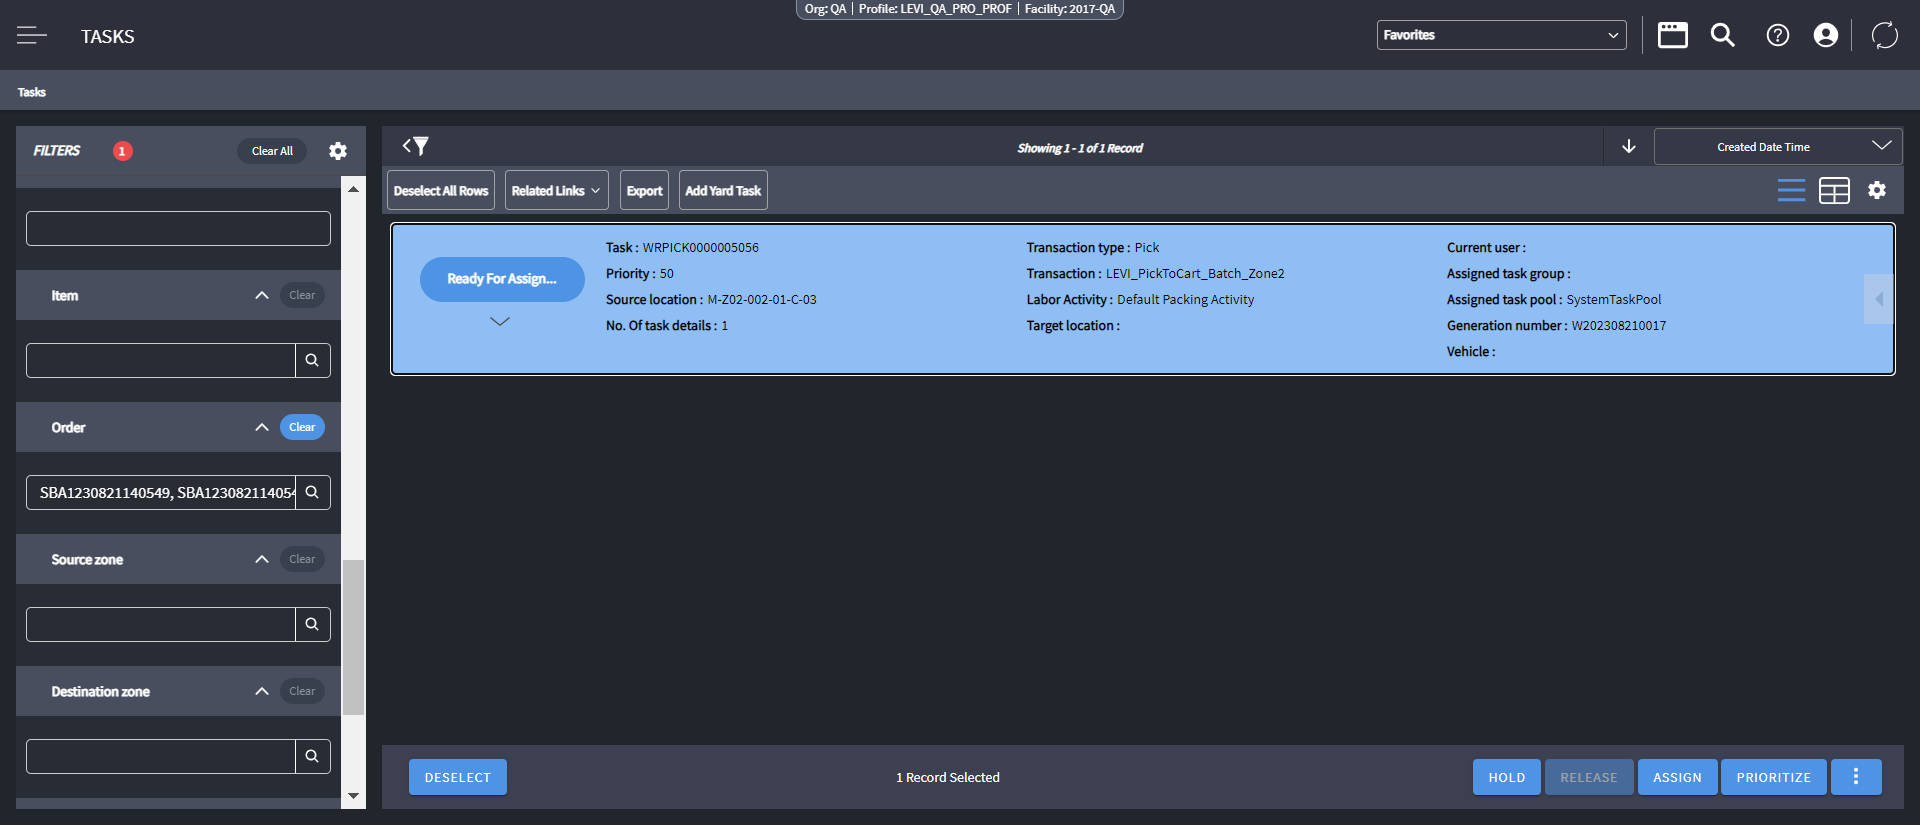 Org: QA | Profile: LEVI_QA_PRO_PROF | Facility: 2017-QA
TASKS
Favorites
Tasks
FILTERS 1 Clear All
Item Clear
Order Clear
SBA1230821140549, SBA123082114054
Source zone Clear
Destination zone Clear
Showing 1 - 1 of 1 Record
Created Date Time
Deselect All Rows Related Links Export Add Yard Task
Ready For Assign...
Task : WRPICK0000005056
Priority : 50
Source location : M-Z02-002-01-C-03
No. Of task details : 1
Transaction type : Pick
Transaction : LEVI_PickToCart_Batch_Zone2
Labor Activity : Default Packing Activity
Target location :
Current user :
Assigned task group :
Assigned task pool : SystemTaskPool
Generation number : W202308210017
Vehicle :
DESELECT
1 Record Selected
HOLD RELEASE ASSIGN PRIORITIZE